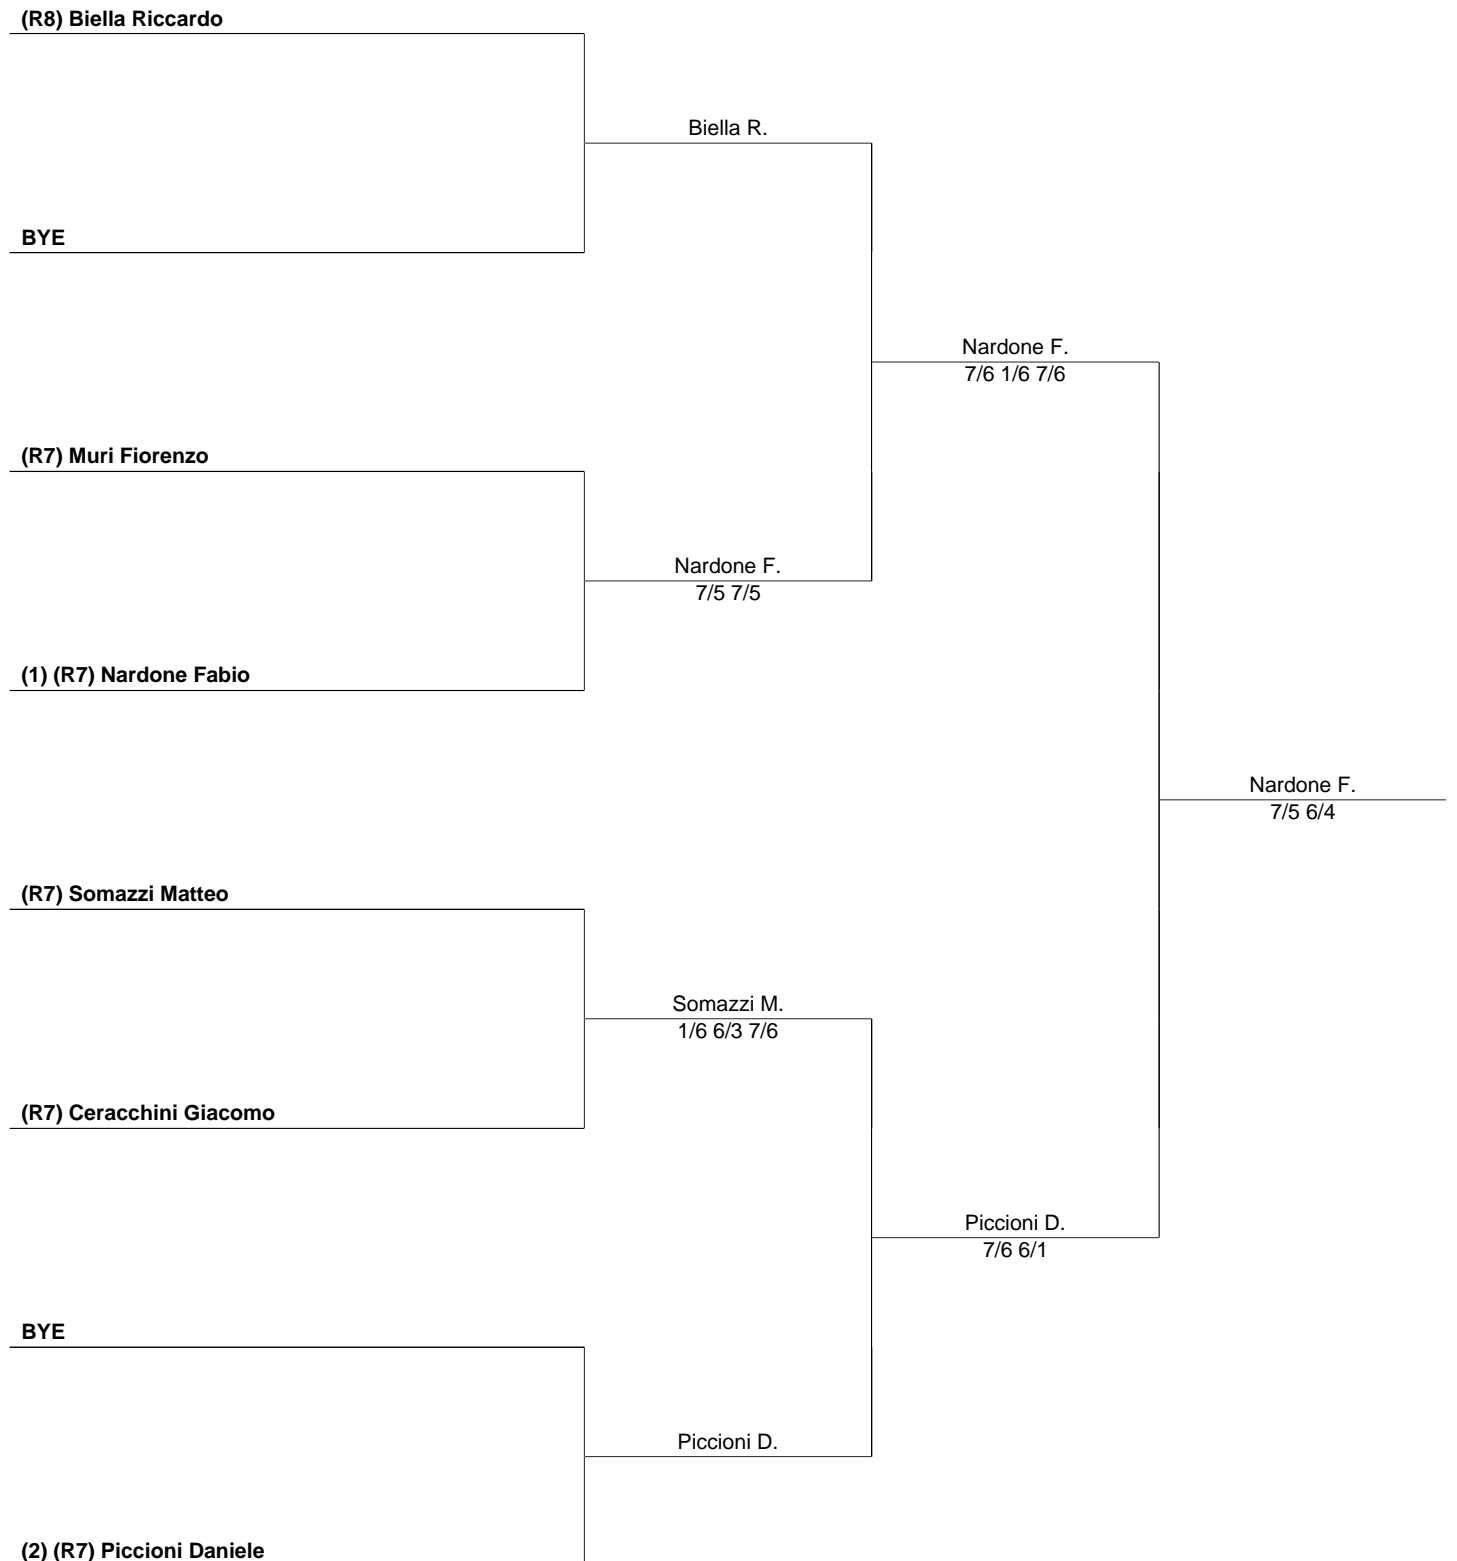 (R8) Biella Riccardo
Biella R.
BYE
Nardone F.
7/6 1/6 7/6
(R7) Muri Fiorenzo
Nardone F.
7/5 7/5
(1) (R7) Nardone Fabio
Nardone F.
7/5 6/4
(R7) Somazzi Matteo
Somazzi M.
1/6 6/3 7/6
(R7) Ceracchini Giacomo
Piccioni D.
7/6 6/1
BYE
Piccioni D.
(2) (R7) Piccioni Daniele